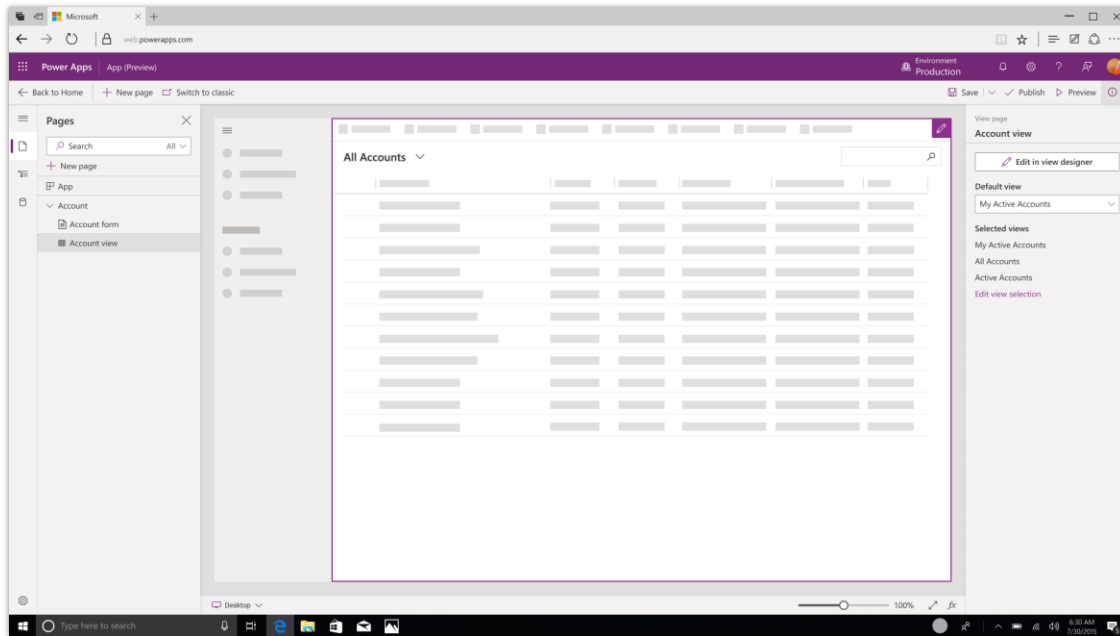 Microsoft
web.powerapps.com
Power Apps App (Preview)
Environment
Production
Back to Home New page Switch to classic
Save Publish Preview
Pages
Search All
New page
App
Account
Account form
Account view
All Accounts
View page
Account view
Edit in view designer
Default view
My Active Accounts
Selected views
My Active Accounts
All Accounts
Active Accounts
Edit view selection
Desktop
100%
fx
Type here to search
6:30 AM
7/30/2015